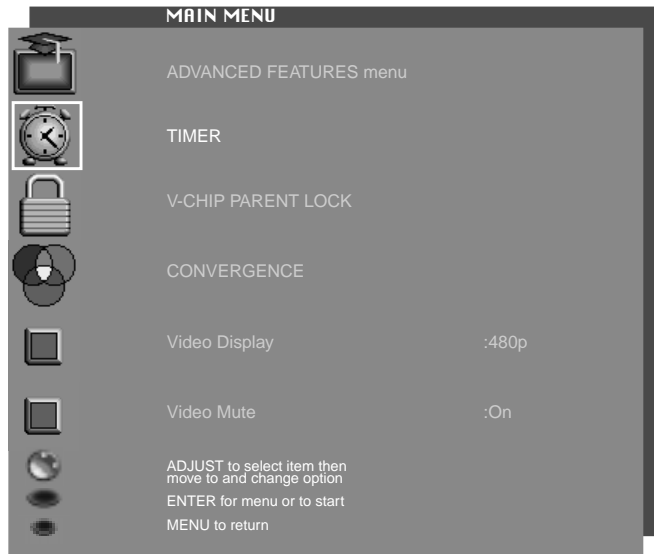 MAIN MENU
ADVANCED FEATURES menu
TIMER
V-CHIP PARENT LOCK
CONVERGENCE
Video Display :480p
Video Mute :On
ADJUST to select item then
move to and change option
ENTER for menu or to start
MENU to return